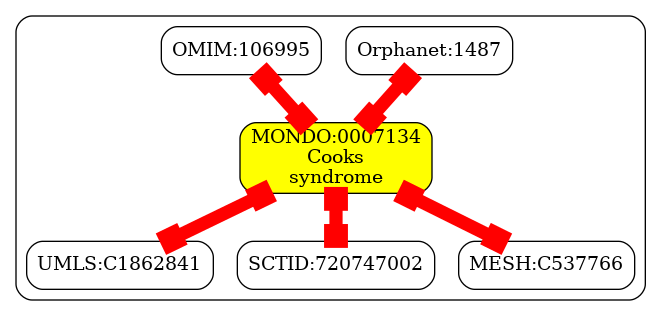 OMIM:106995
Orphanet:1487
MONDO:0007134
Cooks
syndrome
UMLS:C1862841
SCTID:720747002
MESH:C537766